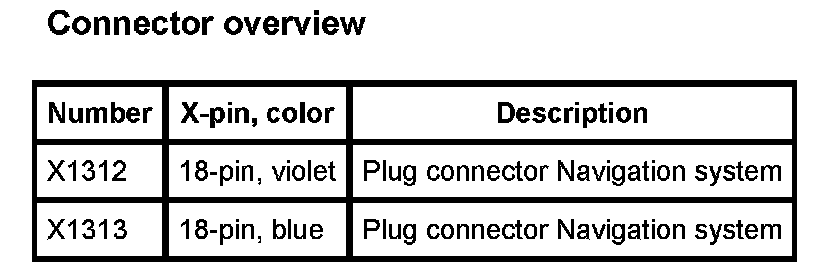 Connector overview
Number X-pin, color Description
X1312 18-pin, violet Plug connector Navigation system
X1313 18-pin, blue Plug connector Navigation system